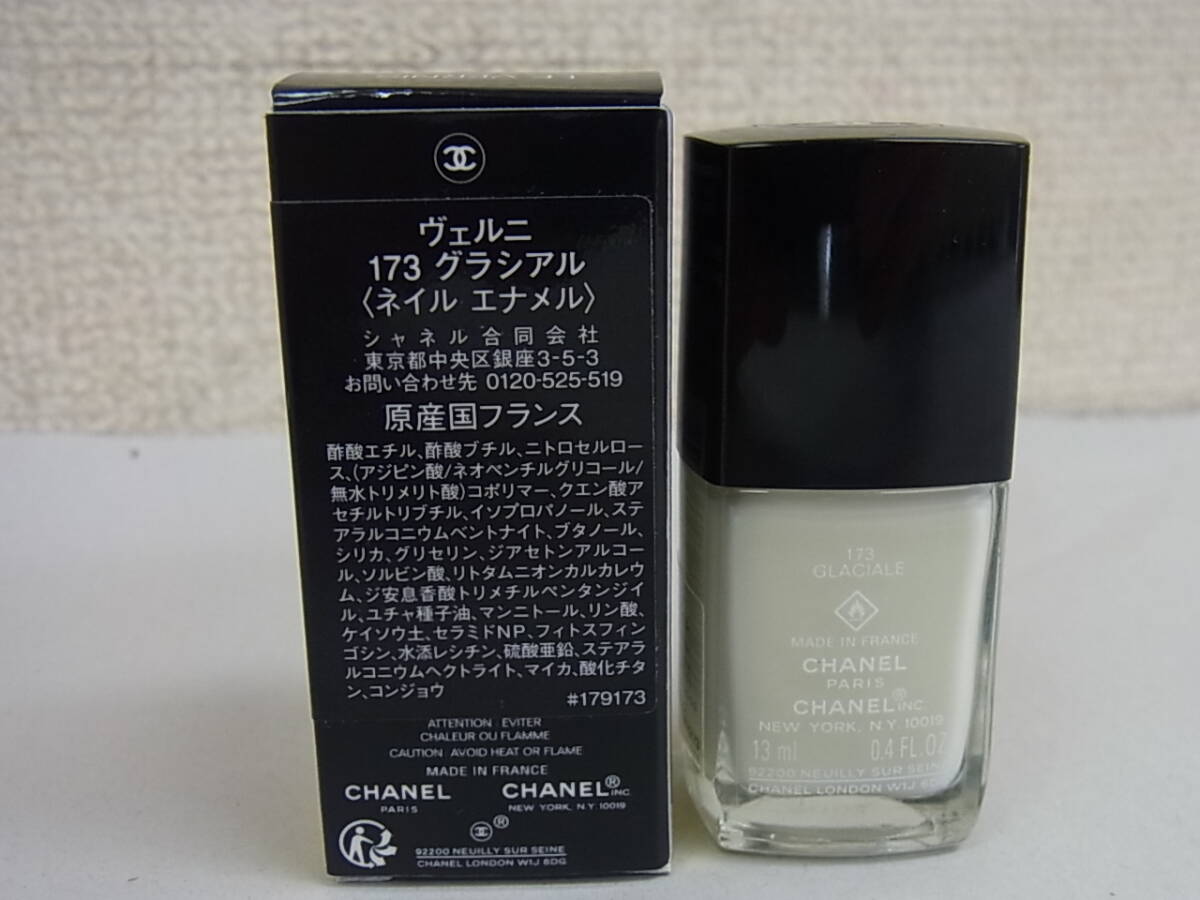 ヴェルニ
173 グラシアル
〈ネイル エナメル〉
シャネル合同会社
東京都中央区銀座3-5-3
お問い合わせ先 0120-525-519
原産国フランス
酢酸エチル、酢酸ブチル、ニトロセルロー
ス、(アジピン酸/ネオペンチルグリコール/
無水トリメリト酸)コポリマー、クエン酸ア
セチルトリブチル、イソプロパノール、ステ
アラルコニウムベントナイト、ブタノール、
シリカ、グリセリン、ジアセトンアルコー
ル、ソルビン酸、リトタムニオンカルカレウ
ム、ジ安息香酸トリメチルペンタンジイ
ル、ユチャ種子油、マンニトール、リン酸、
ケイソウ土、セラミドNP、フィトスフィン
ゴシン、水添レシチン、硫酸亜鉛、ステアラ
ルコニウムヘクトライト、マイカ、酸化チタ
ン、コンジョウ
#179173
ATTENTION : EVITER
CHALEUR OU FLAMME
CAUTION : AVOID HEAT OR FLAME
MADE IN FRANCE
CHANEL
PARIS
CHANEL® INC.
NEW YORK, N.Y. 10019
®
92200 NEUILLY SUR SEINE
CHANEL LONDON W1J 6DG
173
GLACIALE
MADE IN FRANCE
CHANEL
PARIS
CHANEL® INC.
NEW YORK, N.Y. 10019
13 ml 0.4 FL.OZ
92200 NEUILLY SUR SEINE
CHANEL LONDON W1J